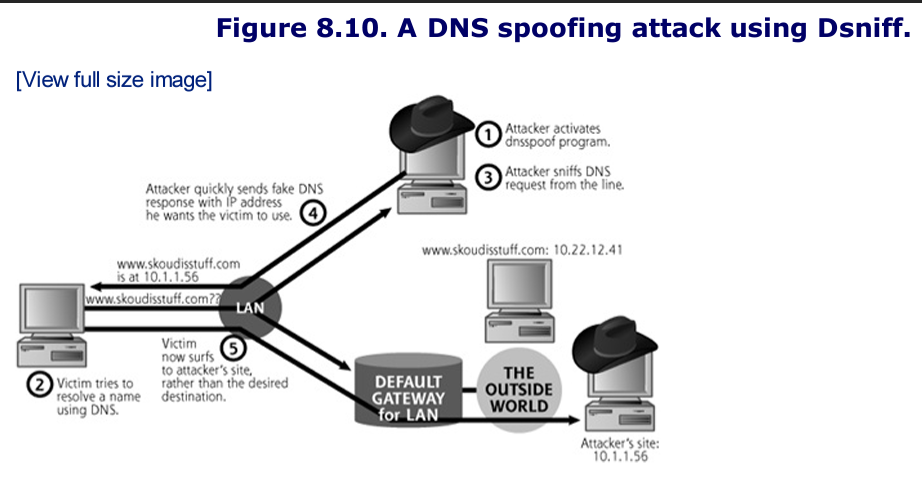 Figure 8.10. A DNS spoofing attack using Dsniff.
[View full size image]
1 Attacker activates
dnsspoof program.
3 Attacker sniffs DNS
request from the line.
Attacker quickly sends fake DNS
response with IP address
he wants the victim to use. 4
www.skoudisstuff.com: 10.22.12.41
www.skoudisstuff.com
is at 10.1.1.56
www.skoudisstuff.com??
LAN
2 Victim tries to
resolve a name
using DNS.
Victim
now surfs 5
to attacker's site,
rather than the desired
destination.
DEFAULT
GATEWAY
for LAN
THE
OUTSIDE
WORLD
Attacker's site:
10.1.1.56